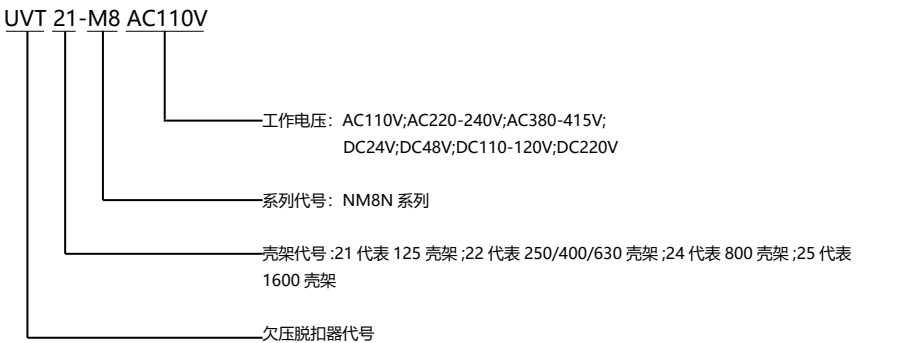 UVT 21-M8 AC110V
工作电压：AC110V;AC220-240V;AC380-415V;
DC24V;DC48V;DC110-120V;DC220V
系列代号：NM8N 系列
壳架代号 :21 代表 125 壳架 ;22 代表 250/400/630 壳架 ;24 代表 800 壳架 ;25 代表
1600 壳架
欠压脱扣器代号